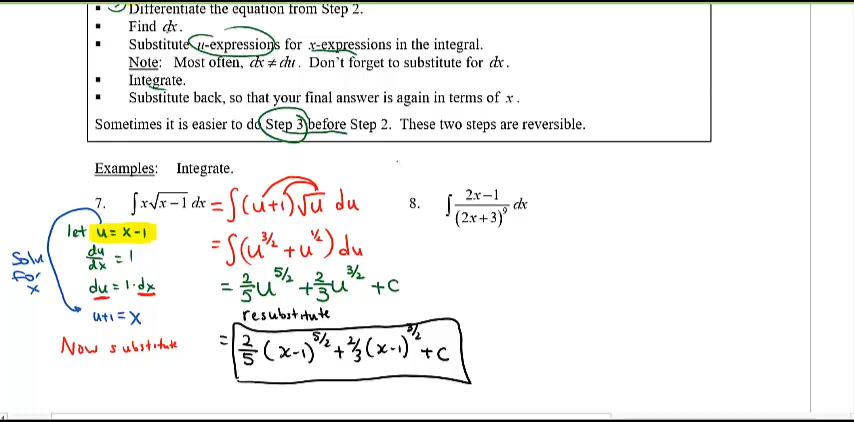 ▪ Differentiate the equation from Step 2.
▪ Find dx.
▪ Substitute u-expressions for x-expressions in the integral.
Note: Most often, dx ≠ du. Don't forget to substitute for dx.
▪ Integrate.
▪ Substitute back, so that your final answer is again in terms of x.
Sometimes it is easier to do Step 3 before Step 2. These two steps are reversible.
Examples: Integrate.
7. ∫x√(x−1) dx = ∫(u+1)√u du
let u = x-1
du/dx = 1
du = 1·dx
u+1 = x
Solve for x
Now substitute
= ∫(u^3/2 + u^1/2) du
= 2/5 u^5/2 + 2/3 u^3/2 + C
resubstitute
= 2/5 (x-1)^5/2 + 2/3 (x-1)^3/2 + C
8. ∫ (2x−1)/(2x+3)^9 dx